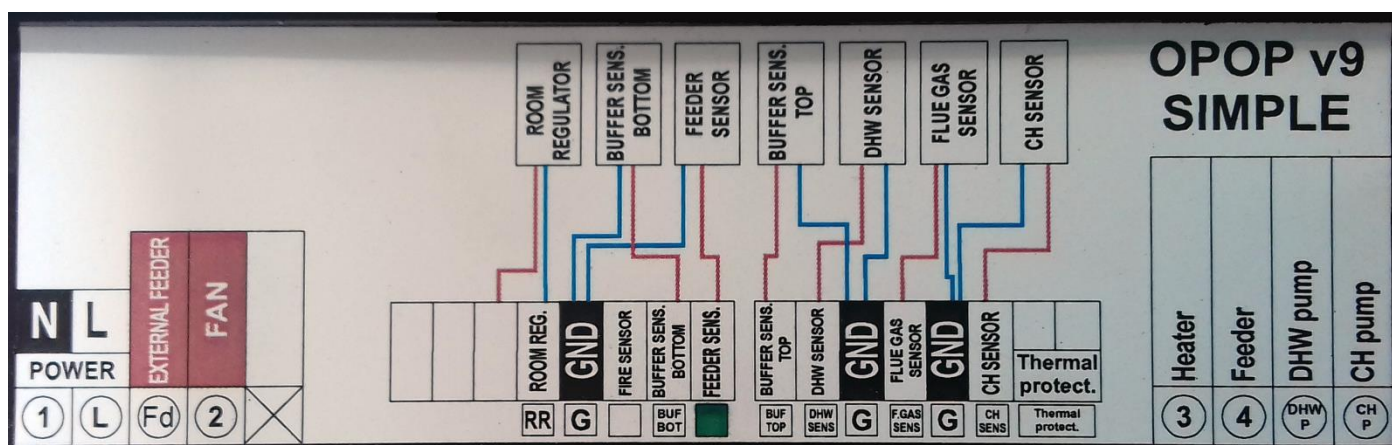 ROOM
REGULATOR
BUFFER SENS.
BOTTOM
FEEDER
SENSOR
BUFFER SENS.
TOP
DHW SENSOR
FLUE GAS
SENSOR
CH SENSOR
OPOP v9
SIMPLE
N
L
POWER
EXTERNAL FEEDER
FAN
1
L
Fd
2
ROOM REG.
GND
FIRE SENSOR
BUFFER SENS.
BOTTOM
FEEDER SENS.
BUFFER SENS.
TOP
DHW SENSOR
GND
FLUE GAS
SENSOR
GND
CH SENSOR
Thermal
protect.
RR
G
BUF
BOT
BUF
TOP
DHW
SENS
G
F.GAS
SENS
G
CH
SENS
Thermal
protect.
Heater
Feeder
DHW pump
CH pump
3
4
DHW
P
CH
P